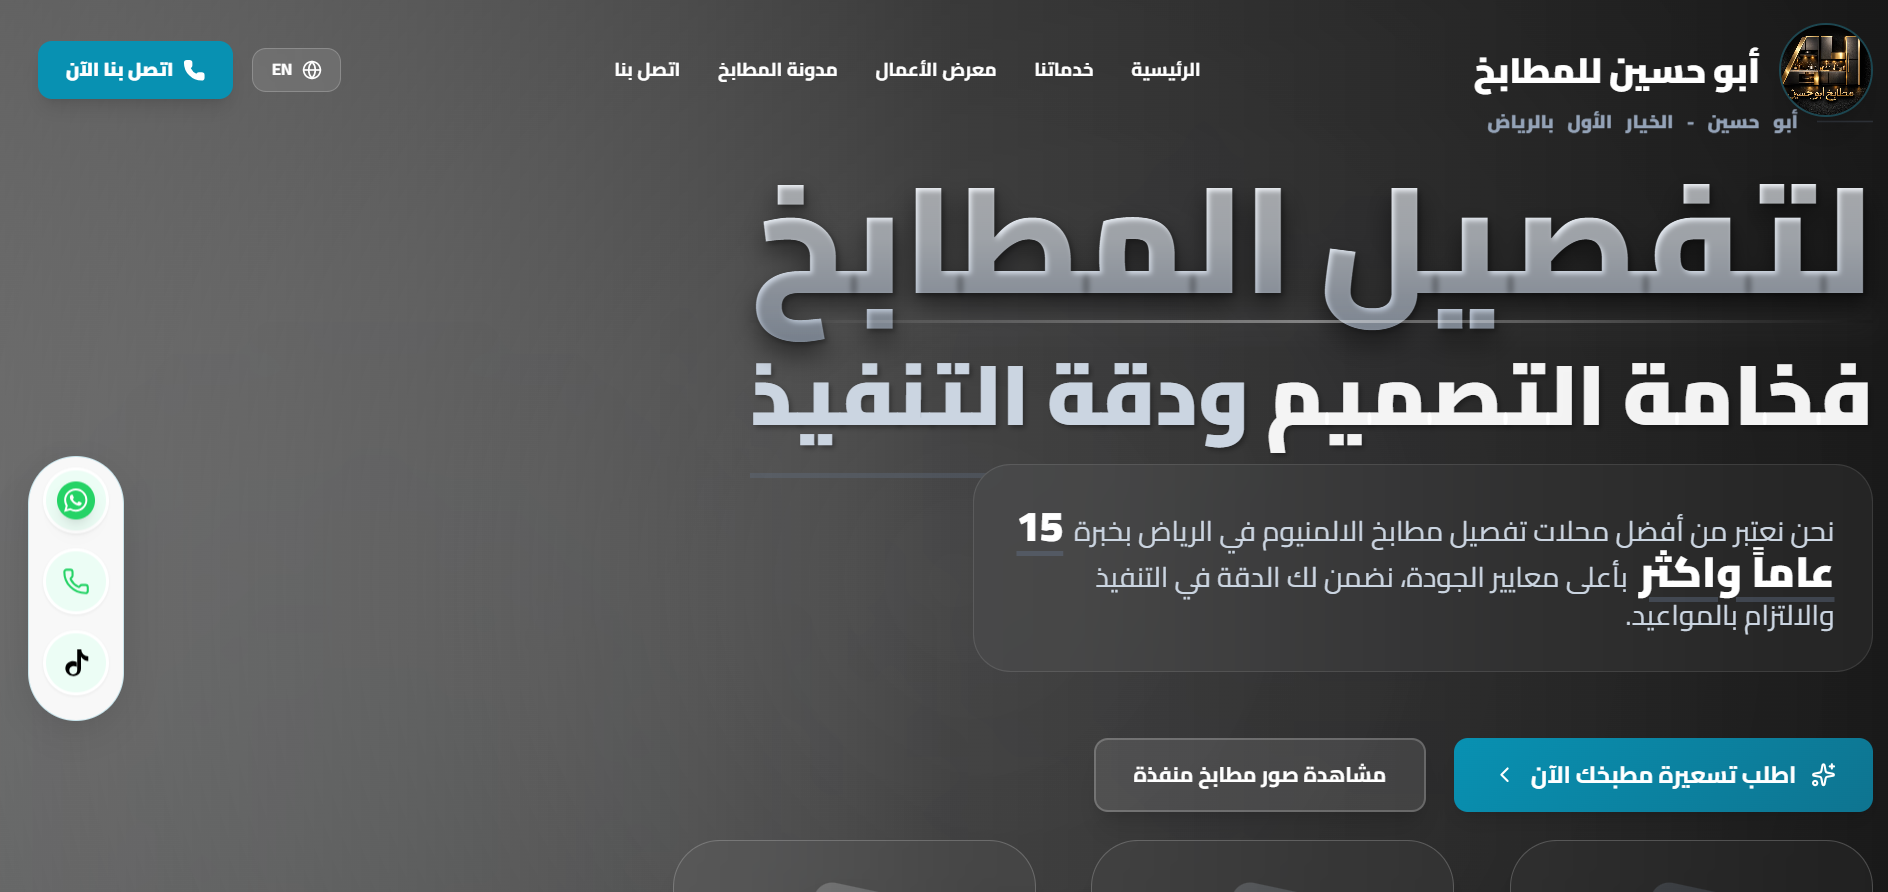 أبو حسين للمطابخ
مطابخ ابو حسين
الرئيسية
خدماتنا
معرض الأعمال
مدونة المطابخ
اتصل بنا
EN
اتصل بنا الآن
أبو حسين - الخيار الأول بالرياض
لتفصيل المطابخ
فخامة التصميم ودقة التنفيذ
نحن نعتبر من أفضل محلات تفصيل مطابخ الالمنيوم في الرياض بخبرة 15
عاماً واكثر بأعلى معايير الجودة، نضمن لك الدقة في التنفيذ
والالتزام بالمواعيد.
اطلب تسعيرة مطبخك الآن
مشاهدة صور مطابخ منفذة